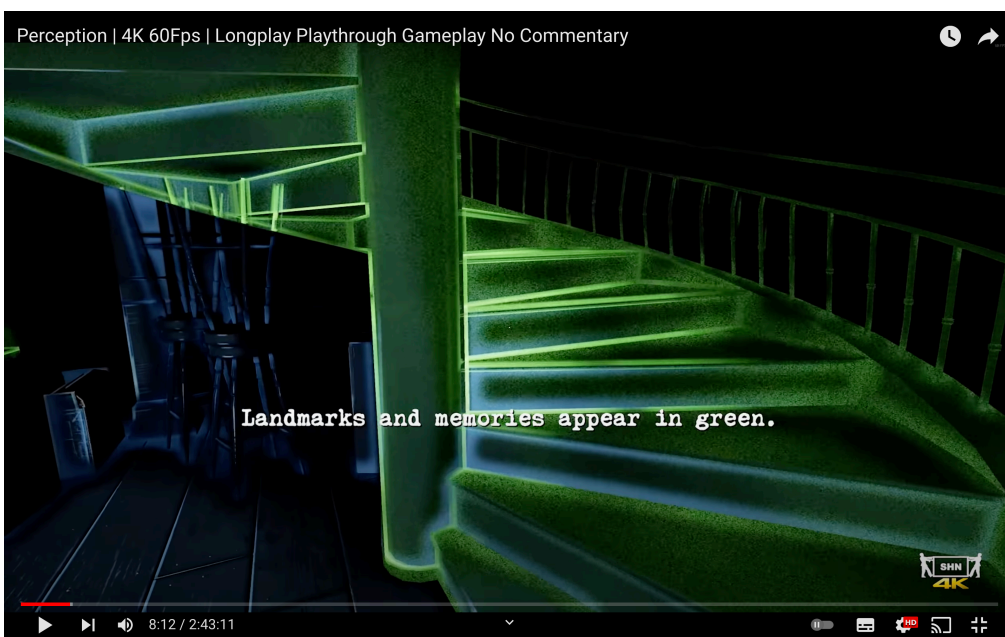 Perception | 4K 60Fps | Longplay Playthrough Gameplay No Commentary
Landmarks and memories appear in green.
SHN
4K
8:12 / 2:43:11
HD